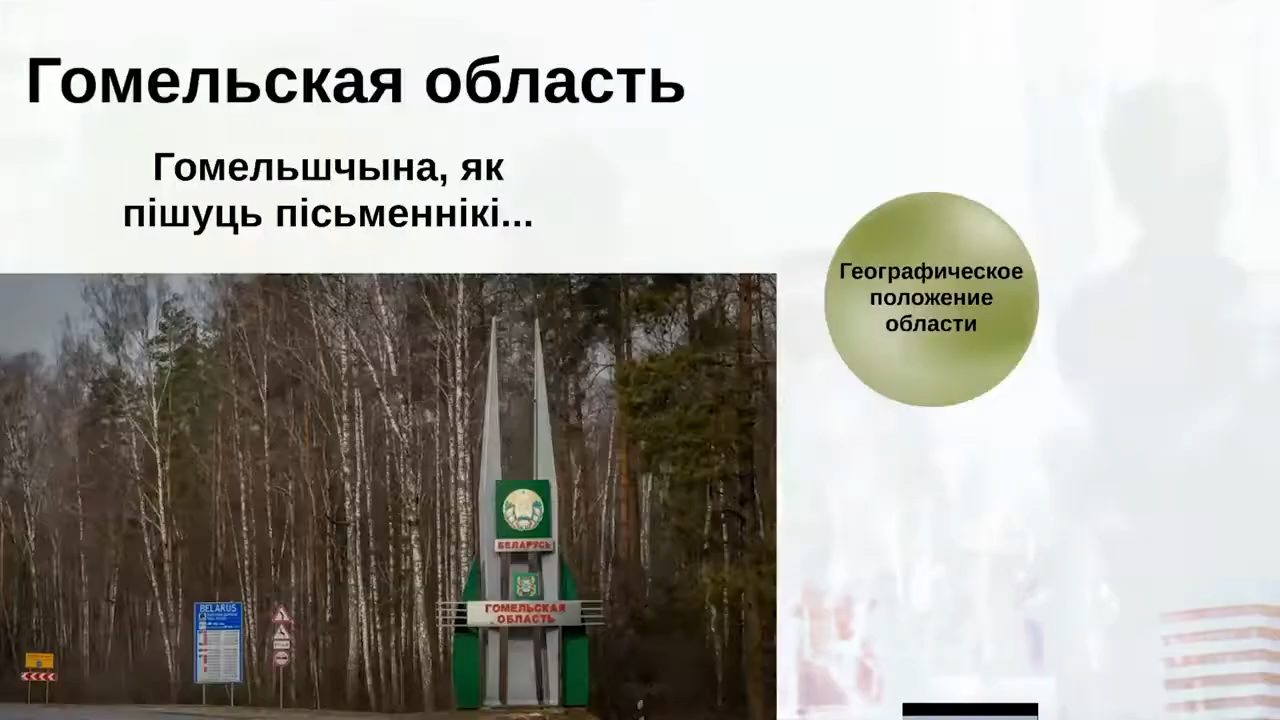 Гомельская область
Гомельшчына, як
пішуць пісьменнікі...
Географическое
положение
области
БЕЛАРУСЬ
ГОМЕЛЬСКАЯ
ОБЛАСТЬ
BELARUS